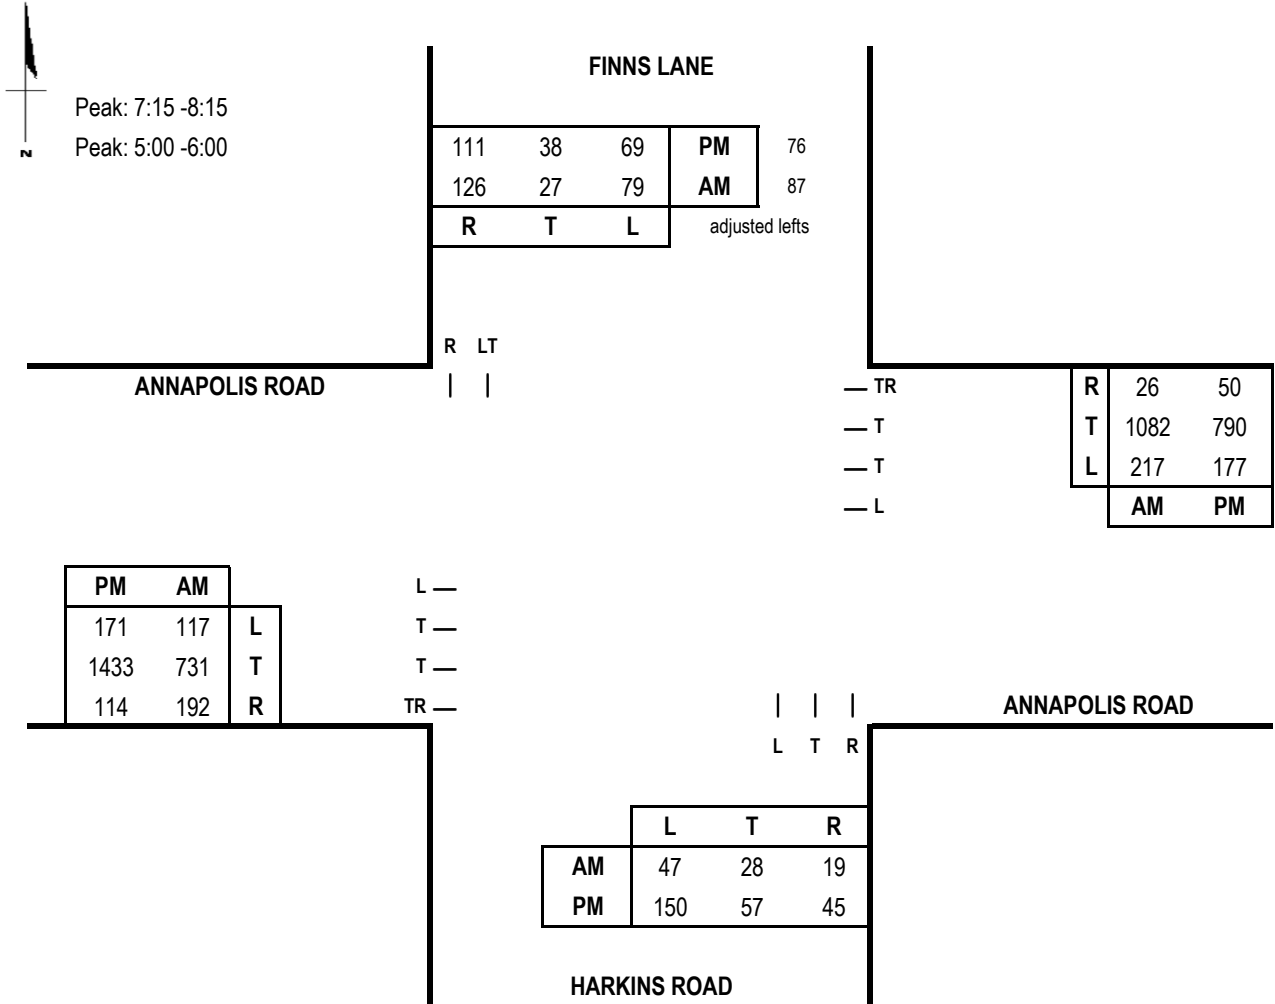 FINNS LANE
Peak: 7:15 -8:15
Peak: 5:00 -6:00
N
111 38 69 PM 76
126 27 79 AM 87
R T L adjusted lefts
R LT
ANNAPOLIS ROAD
TR
T
T
L
R 26 50
T 1082 790
L 217 177
AM PM
PM AM
171 117 L
1433 731 T
114 192 R
L
T
T
TR
L T R
ANNAPOLIS ROAD
L T R
AM 47 28 19
PM 150 57 45
HARKINS ROAD